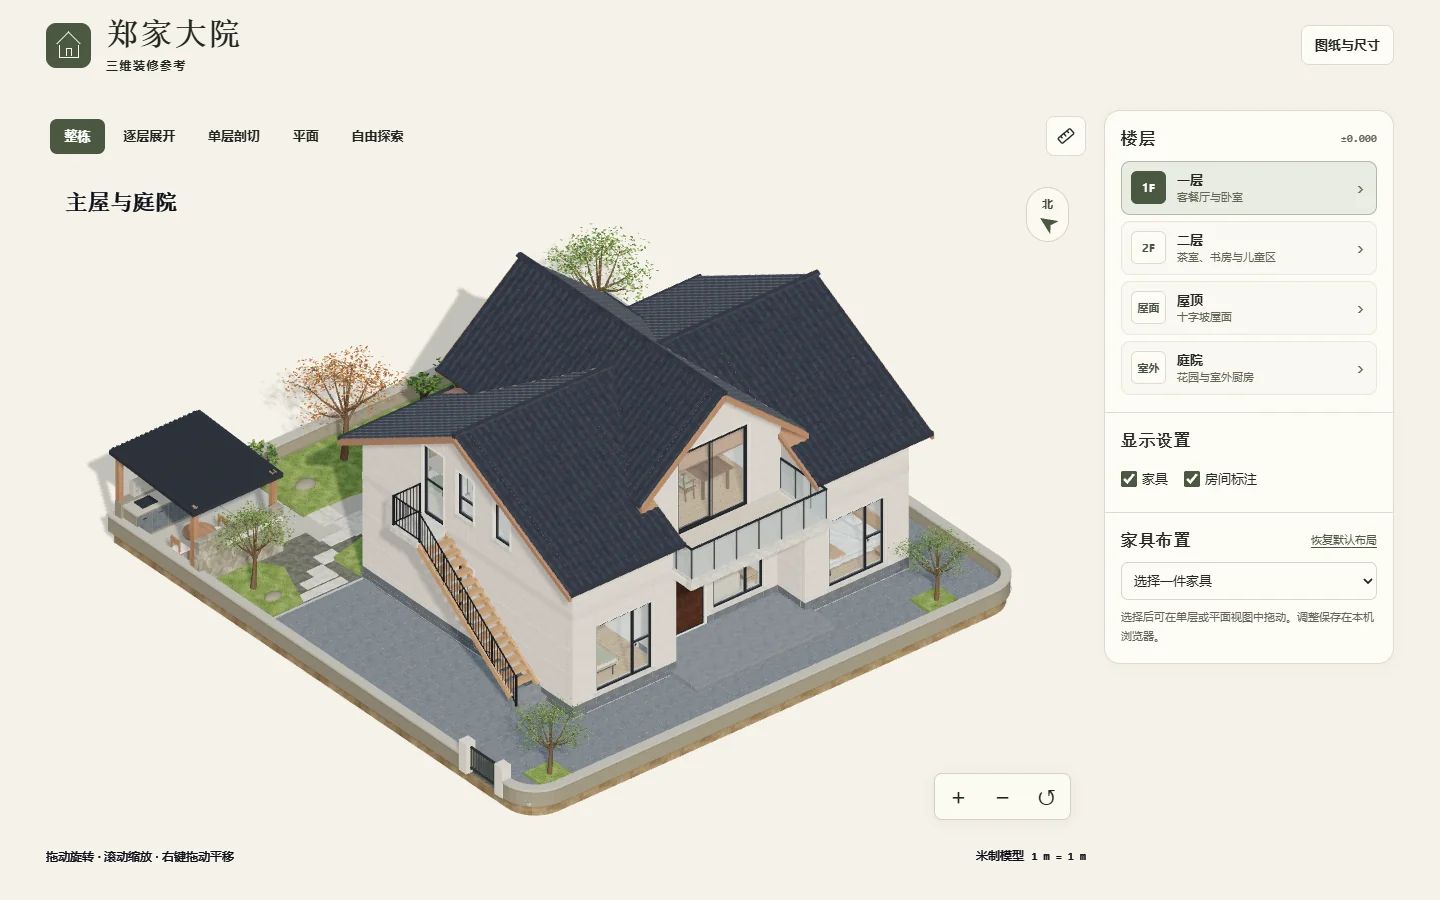 郑家大院
三维装修参考
图纸与尺寸
整栋
逐层展开
单层剖切
平面
自由探索
主屋与庭院
北
楼层
±0.000
1F
一层
客餐厅与卧室
2F
二层
茶室、书房与儿童区
屋面
屋顶
十字坡屋面
室外
庭院
花园与室外厨房
显示设置
家具
房间标注
家具布置
恢复默认布局
选择一件家具
选择后可在单层或平面视图中拖动。调整保存在本机
浏览器。
拖动旋转 · 滚动缩放 · 右键拖动平移
米制模型 1 m = 1 m